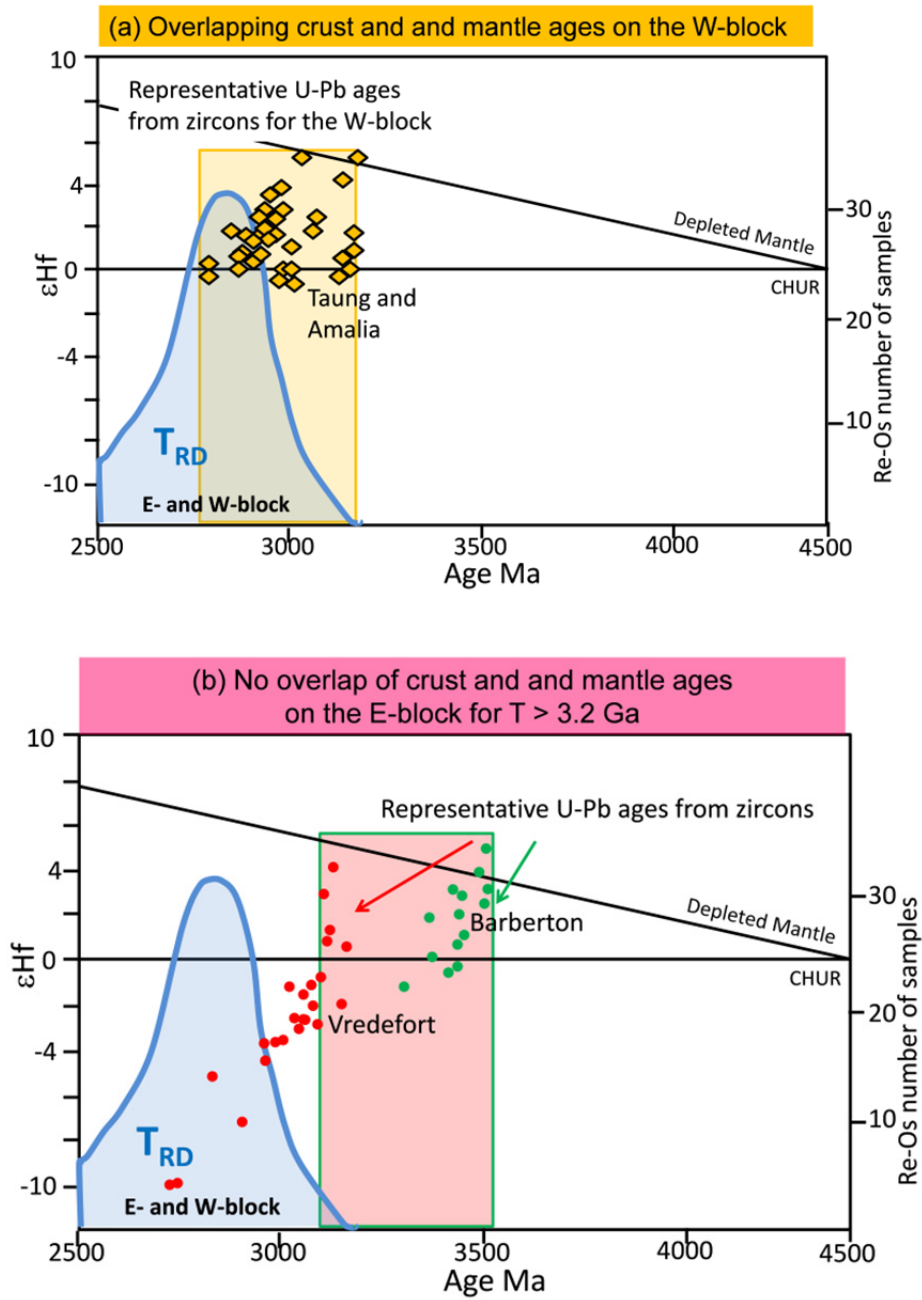 (a) Overlapping crust and and mantle ages on the W-block
10
Representative U-Pb ages
from zircons for the W-block
4
30
Depleted Mantle
0
CHUR
εHf
Taung and
Amalia
20
-4
Re-Os number of samples
10
TRD
-10
E- and W-block
2500
3000
3500
4000
4500
Age Ma
(b) No overlap of crust and and mantle ages
on the E-block for T > 3.2 Ga
10
Representative U-Pb ages from zircons
4
30
Barberton
Depleted Mantle
0
CHUR
εHf
Vredefort
20
-4
Re-Os number of samples
10
TRD
-10
E- and W-block
2500
3000
3500
4000
4500
Age Ma